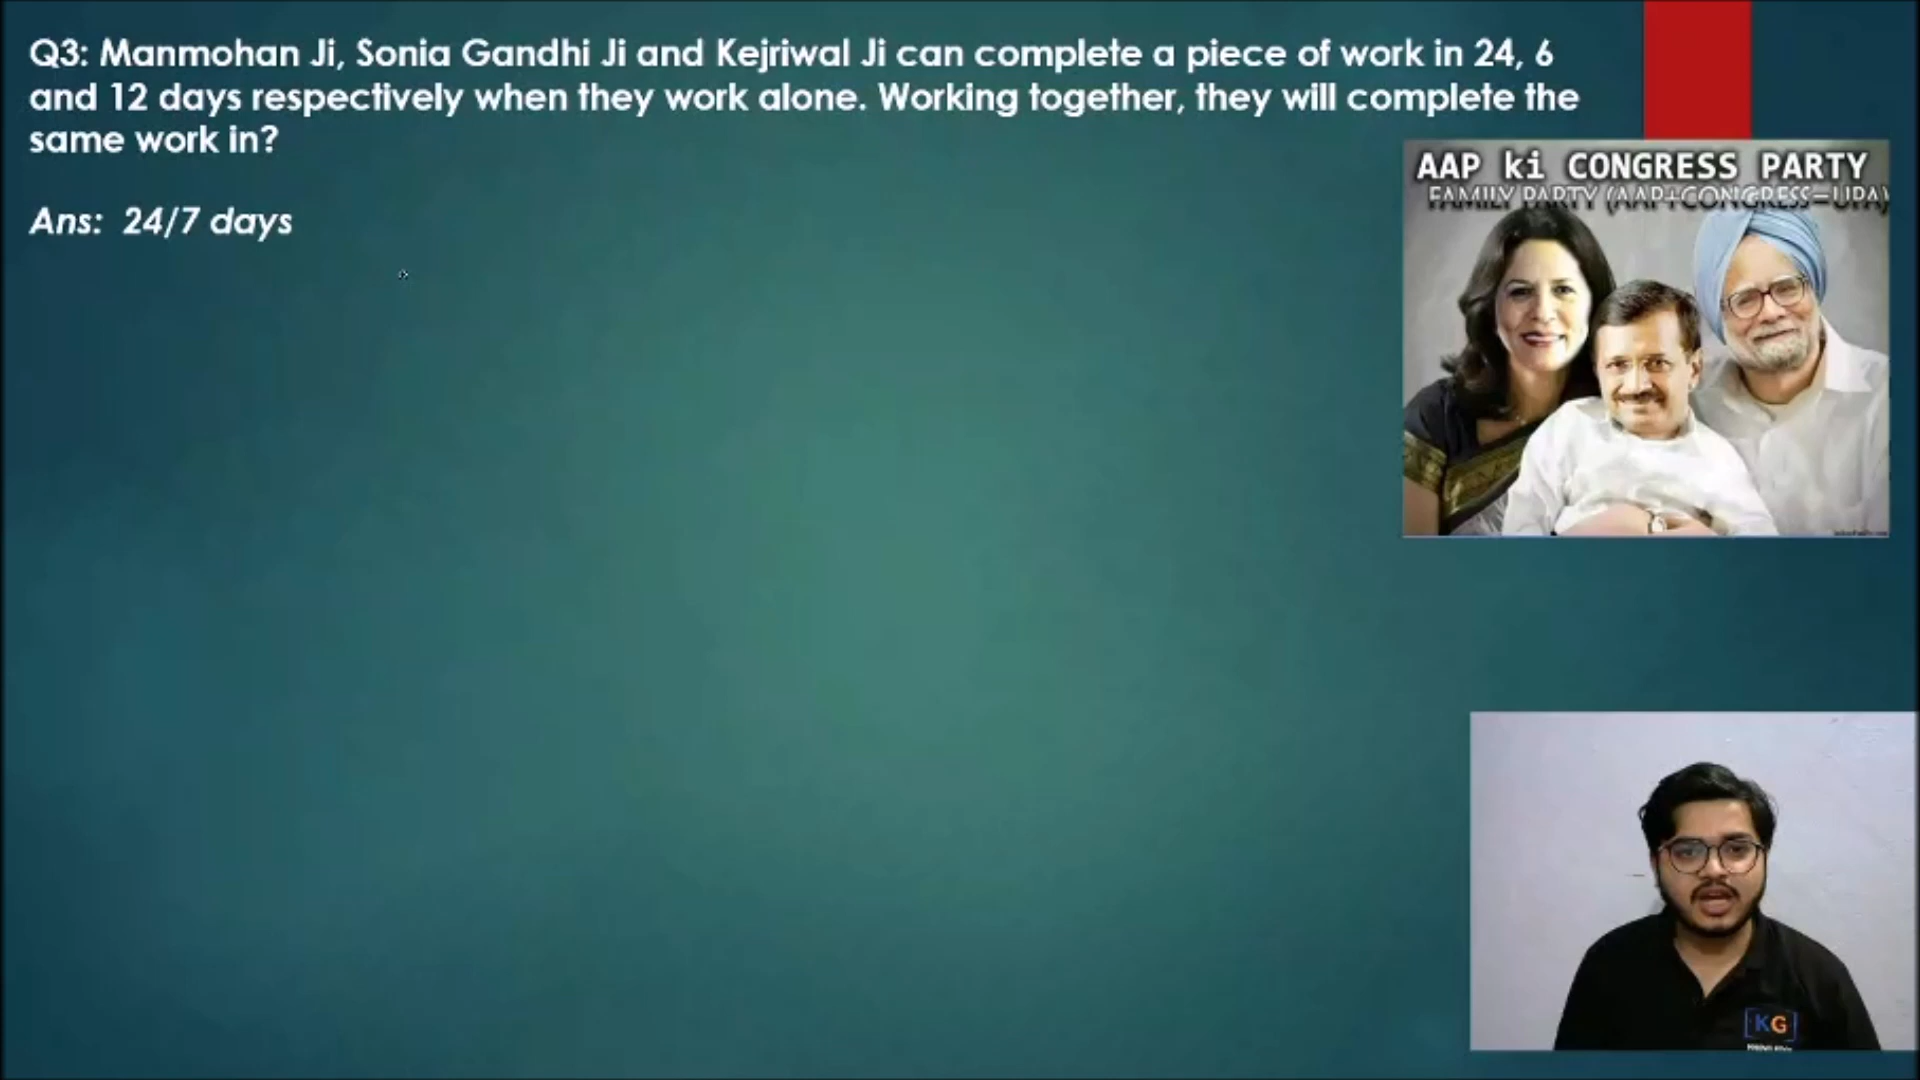 Q3: Manmohan Ji, Sonia Gandhi Ji and Kejriwal Ji can complete a piece of work in 24, 6
and 12 days respectively when they work alone. Working together, they will complete the
same work in?
Ans: 24/7 days
AAP ki CONGRESS PARTY
FAMILY PARTY (AAP+CONGRESS=UPA)
KG